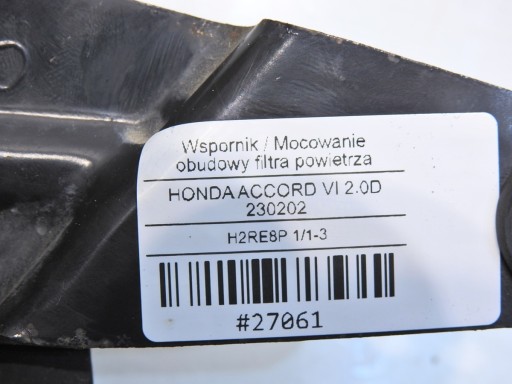 Wspornik / Mocowanie
obudowy filtra powietrza
HONDA ACCORD VI 2.0D
230202
H2RE8P 1/1-3
#27061